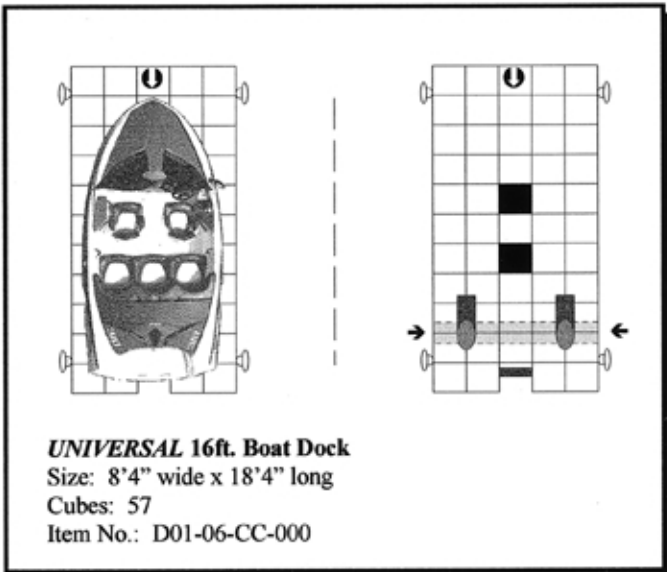 UNIVERSAL 16ft. Boat Dock
Size: 8'4” wide x 18'4” long
Cubes: 57
Item No.: D01-06-CC-000